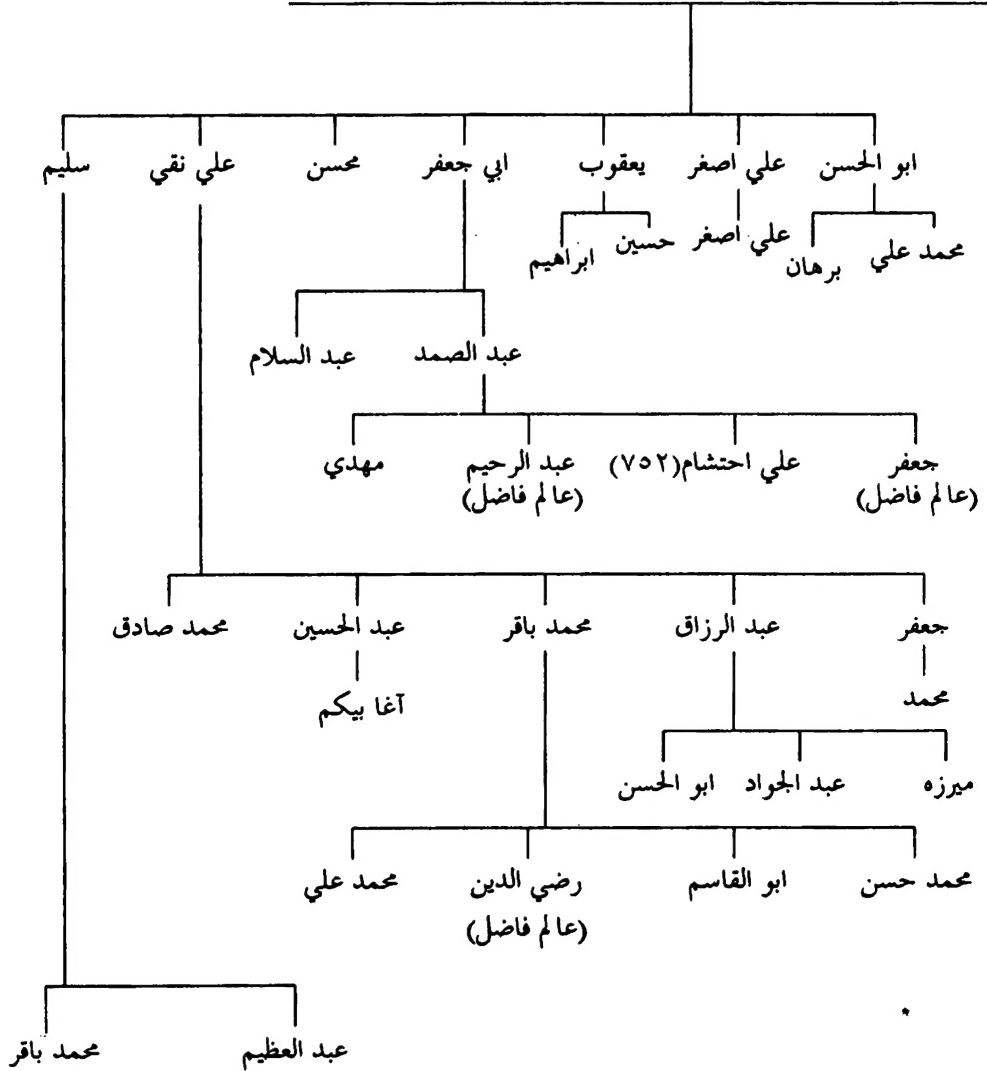 ابو الحسن علي اصغر يعقوب ابي جعفر محسن علي نقي سليم
محمد علي برهان علي اصغر حسين ابراهيم
عبد الصمد عبد السلام
جعفر علي احتشام(٧٥٢) عبد الرحيم مهدي
(عالم فاضل) (عالم فاضل)
جعفر عبد الرزاق محمد باقر عبد الحسين محمد صادق
محمد آغا بيكم
ميرزه عبد الجواد ابو الحسن
محمد حسن ابو القاسم رضي الدين محمد علي
(عالم فاضل)
عبد العظيم محمد باقر